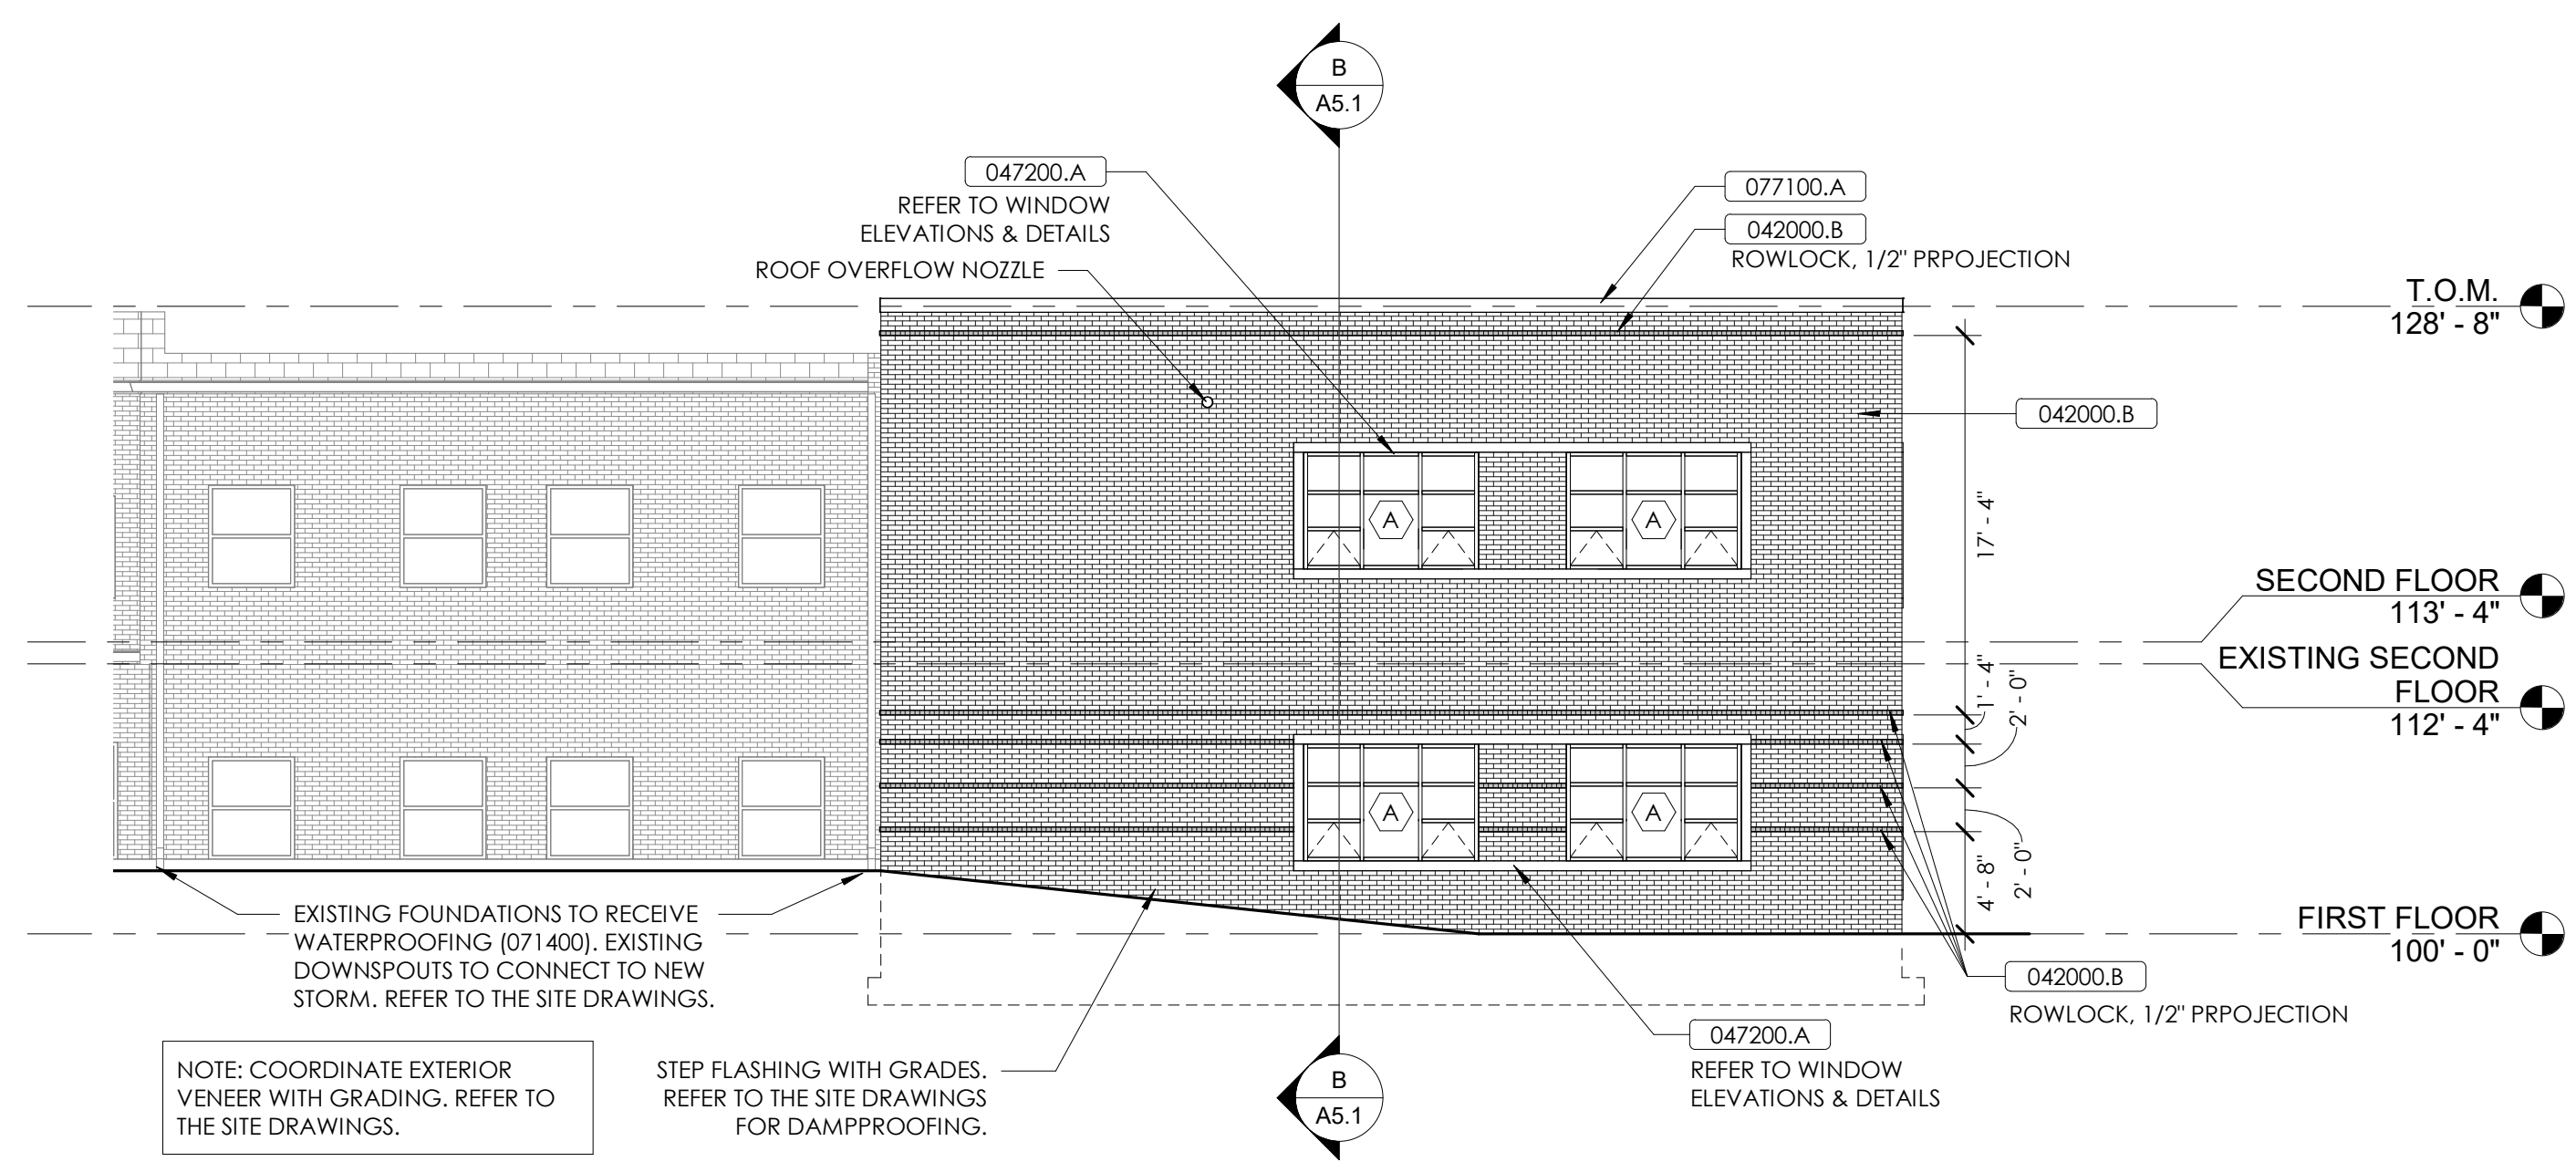 B
A5.1
047200.A
REFER TO WINDOW
ELEVATIONS & DETAILS
ROOF OVERFLOW NOZZLE
077100.A
042000.B
ROWLOCK, 1/2" PRPOJECTION
T.O.M.
128' - 8"
042000.B
A
A
17' - 4"
SECOND FLOOR
113' - 4"
EXISTING SECOND
FLOOR
112' - 4"
1' - 4"
2' - 0"
A
A
4' - 8"
2' - 0"
FIRST FLOOR
100' - 0"
EXISTING FOUNDATIONS TO RECEIVE
WATERPROOFING (071400). EXISTING
DOWNSPOUTS TO CONNECT TO NEW
STORM. REFER TO THE SITE DRAWINGS.
042000.B
ROWLOCK, 1/2" PRPOJECTION
047200.A
REFER TO WINDOW
ELEVATIONS & DETAILS
NOTE: COORDINATE EXTERIOR
VENEER WITH GRADING. REFER TO
THE SITE DRAWINGS.
STEP FLASHING WITH GRADES.
REFER TO THE SITE DRAWINGS
FOR DAMPPROOFING.
B
A5.1